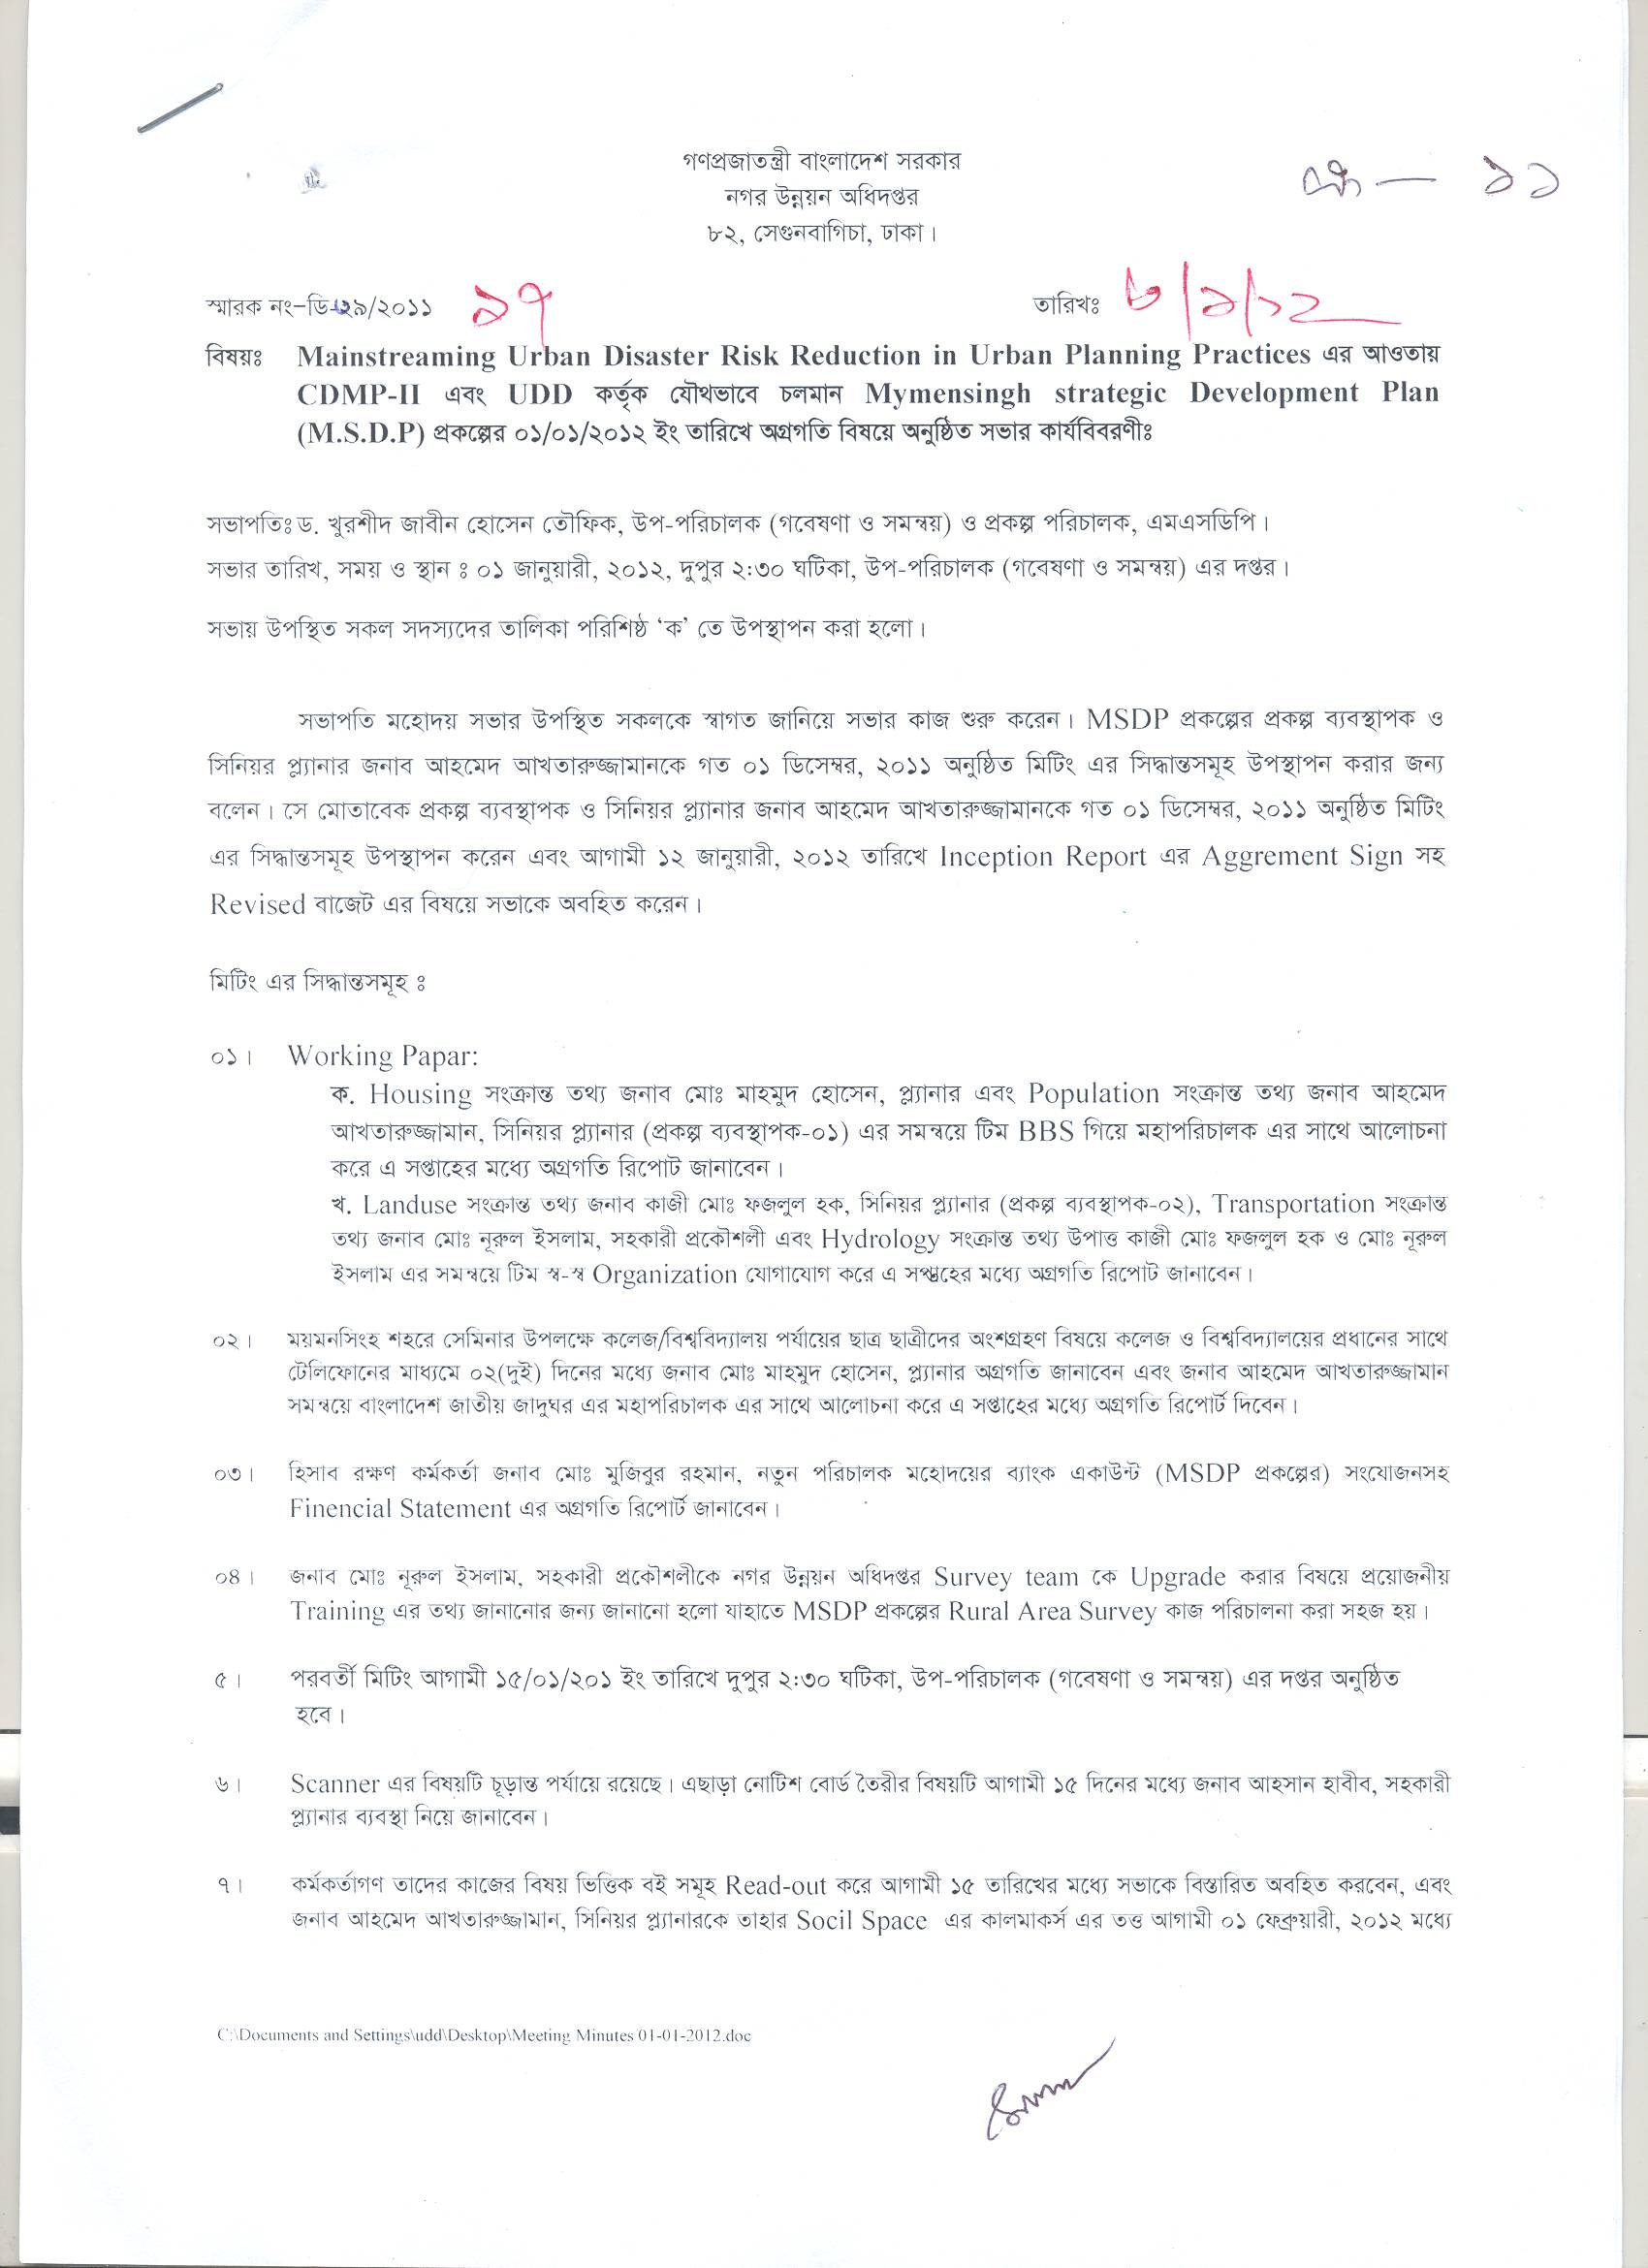 গণপ্রজাতন্ত্রী বাংলাদেশ সরকার
নগর উন্নয়ন অধিদপ্তর
৮২, সেগুনবাগিচা, ঢাকা।
১১
স্মারক নং-ডি-২৯/২০১১ ১৭ তারিখঃ ৮/১/১২
বিষয়ঃ Mainstreaming Urban Disaster Risk Reduction in Urban Planning Practices এর আওতায়
CDMP-II এবং UDD কর্তৃক যৌথভাবে চলমান Mymensingh strategic Development Plan
(M.S.D.P) প্রকল্পের ০১/০১/২০১২ ইং তারিখে অগ্রগতি বিষয়ে অনুষ্ঠিত সভার কার্যবিবরণীঃ
সভাপতিঃ ড. খুরশীদ জাবীন হোসেন তৌফিক, উপ-পরিচালক (গবেষণা ও সমন্বয়) ও প্রকল্প পরিচালক, এমএসডিপি।
সভার তারিখ, সময় ও স্থান ঃ ০১ জানুয়ারী, ২০১২, দুপুর ২:৩০ ঘটিকা, উপ-পরিচালক (গবেষণা ও সমন্বয়) এর দপ্তর।
সভায় উপস্থিত সকল সদস্যদের তালিকা পরিশিষ্ঠ ‘ক’ তে উপস্থাপন করা হলো।
সভাপতি মহোদয় সভার উপস্থিত সকলকে স্বাগত জানিয়ে সভার কাজ শুরু করেন। MSDP প্রকল্পের প্রকল্প ব্যবস্থাপক ও
সিনিয়র প্ল্যানার জনাব আহমেদ আখতারুজ্জামানকে গত ০১ ডিসেম্বর, ২০১১ অনুষ্ঠিত মিটিং এর সিদ্ধান্তসমূহ উপস্থাপন করার জন্য
বলেন। সে মোতাবেক প্রকল্প ব্যবস্থাপক ও সিনিয়র প্ল্যানার জনাব আহমেদ আখতারুজ্জামানকে গত ০১ ডিসেম্বর, ২০১১ অনুষ্ঠিত মিটিং
এর সিদ্ধান্তসমূহ উপস্থাপন করেন এবং আগামী ১২ জানুয়ারী, ২০১২ তারিখে Inception Report এর Aggrement Sign সহ
Revised বাজেট এর বিষয়ে সভাকে অবহিত করেন।
মিটিং এর সিদ্ধান্তসমূহ ঃ
০১। Working Papar:
ক. Housing সংক্রান্ত তথ্য জনাব মোঃ মাহমুদ হোসেন, প্ল্যানার এবং Population সংক্রান্ত তথ্য জনাব আহমেদ
আখতারুজ্জামান, সিনিয়র প্ল্যানার (প্রকল্প ব্যবস্থাপক-০১) এর সমন্বয়ে টিম BBS গিয়ে মহাপরিচালক এর সাথে আলোচনা
করে এ সপ্তাহের মধ্যে অগ্রগতি রিপোট জানাবেন।
খ. Landuse সংক্রান্ত তথ্য জনাব কাজী মোঃ ফজলুল হক, সিনিয়র প্ল্যানার (প্রকল্প ব্যবস্থাপক-০২), Transportation সংক্রান্ত
তথ্য জনাব মোঃ নূরুল ইসলাম, সহকারী প্রকৌশলী এবং Hydrology সংক্রান্ত তথ্য উপাত্ত কাজী মোঃ ফজলুল হক ও মোঃ নূরুল
ইসলাম এর সমন্বয়ে টিম স্ব-স্ব Organization যোগাযোগ করে এ সপ্তাহের মধ্যে অগ্রগতি রিপোট জানাবেন।
০২। ময়মনসিংহ শহরে সেমিনার উপলক্ষে কলেজ/বিশ্ববিদ্যালয় পর্যায়ের ছাত্র ছাত্রীদের অংশগ্রহণ বিষয়ে কলেজ ও বিশ্ববিদ্যালয়ের প্রধানের সাথে
টেলিফোনের মাধ্যমে ০২(দুই) দিনের মধ্যে জনাব মোঃ মাহমুদ হোসেন, প্ল্যানার অগ্রগতি জানাবেন এবং জনাব আহমেদ আখতারুজ্জামান
সমন্বয়ে বাংলাদেশ জাতীয় জাদুঘর এর মহাপরিচালক এর সাথে আলোচনা করে এ সপ্তাহের মধ্যে অগ্রগতি রিপোর্ট দিবেন।
০৩। হিসাব রক্ষণ কর্মকর্তা জনাব মোঃ মুজিবুর রহমান, নতুন পরিচালক মহোদয়ের ব্যাংক একাউন্ট (MSDP প্রকল্পের) সংযোজনসহ
Finencial Statement এর অগ্রগতি রিপোর্ট জানাবেন।
০৪। জনাব মোঃ নূরুল ইসলাম, সহকারী প্রকৌশলীকে নগর উন্নয়ন অধিদপ্তর Survey team কে Upgrade করার বিষয়ে প্রয়োজনীয়
Training এর তথ্য জানানোর জন্য জানানো হলো যাহাতে MSDP প্রকল্পের Rural Area Survey কাজ পরিচালনা করা সহজ হয়।
৫। পরবর্তী মিটিং আগামী ১৫/০১/২০১ ইং তারিখে দুপুর ২:৩০ ঘটিকা, উপ-পরিচালক (গবেষণা ও সমন্বয়) এর দপ্তর অনুষ্ঠিত
হবে।
৬। Scanner এর বিষয়টি চূড়ান্ত পর্যায়ে রয়েছে। এছাড়া নোটিশ বোর্ড তৈরীর বিষয়টি আগামী ১৫ দিনের মধ্যে জনাব আহসান হাবীব, সহকারী
প্ল্যানার ব্যবস্থা নিয়ে জানাবেন।
৭। কর্মকর্তাগণ তাদের কাজের বিষয় ভিত্তিক বই সমূহ Read-out করে আগামী ১৫ তারিখের মধ্যে সভাকে বিস্তারিত অবহিত করবেন, এবং
জনাব আহমেদ আখতারুজ্জামান, সিনিয়র প্ল্যানারকে তাহার Socil Space এর কালমাকর্স এর তত্ত আগামী ০১ ফেব্রুয়ারী, ২০১২ মধ্যে
C:\Documents and Settings\udd\Desktop\Meeting Minutes 01-01-2012.doc